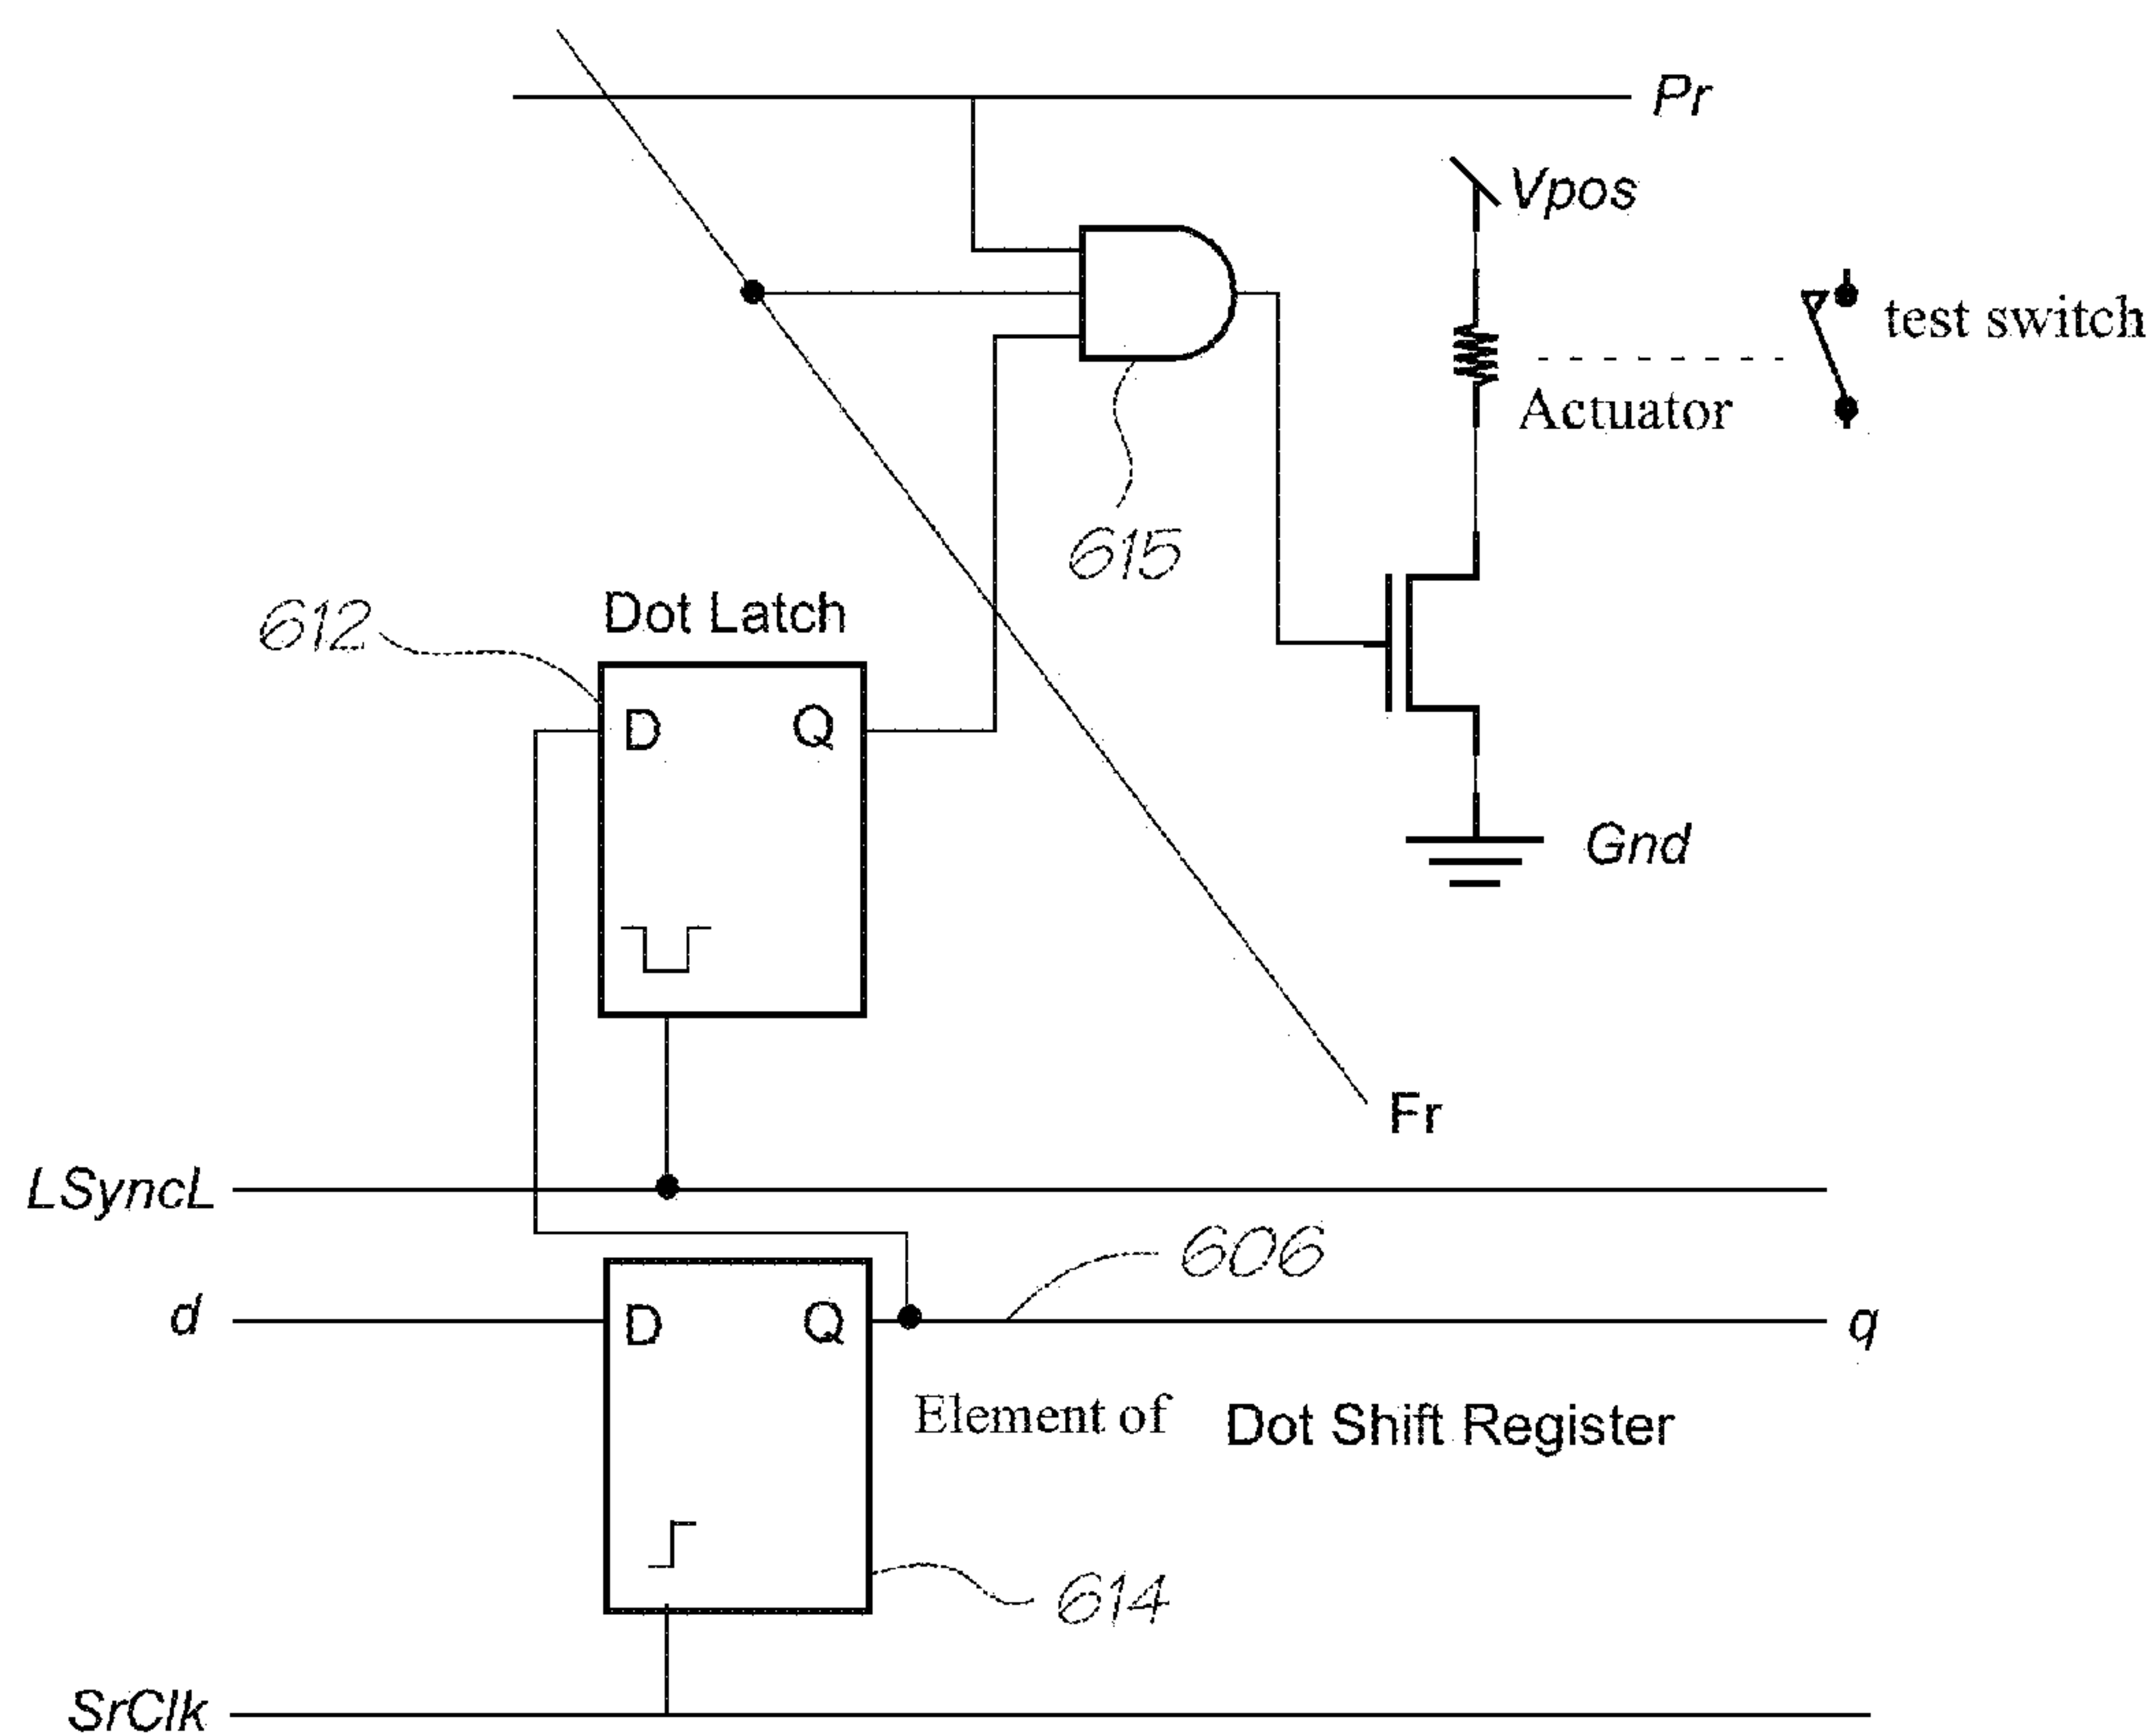 Pr
Vpos
test switch
Actuator
615
612
Dot Latch
D Q
Gnd
Fr
LSyncL
606
d
D Q
q
Element of Dot Shift Register
614
SrClk